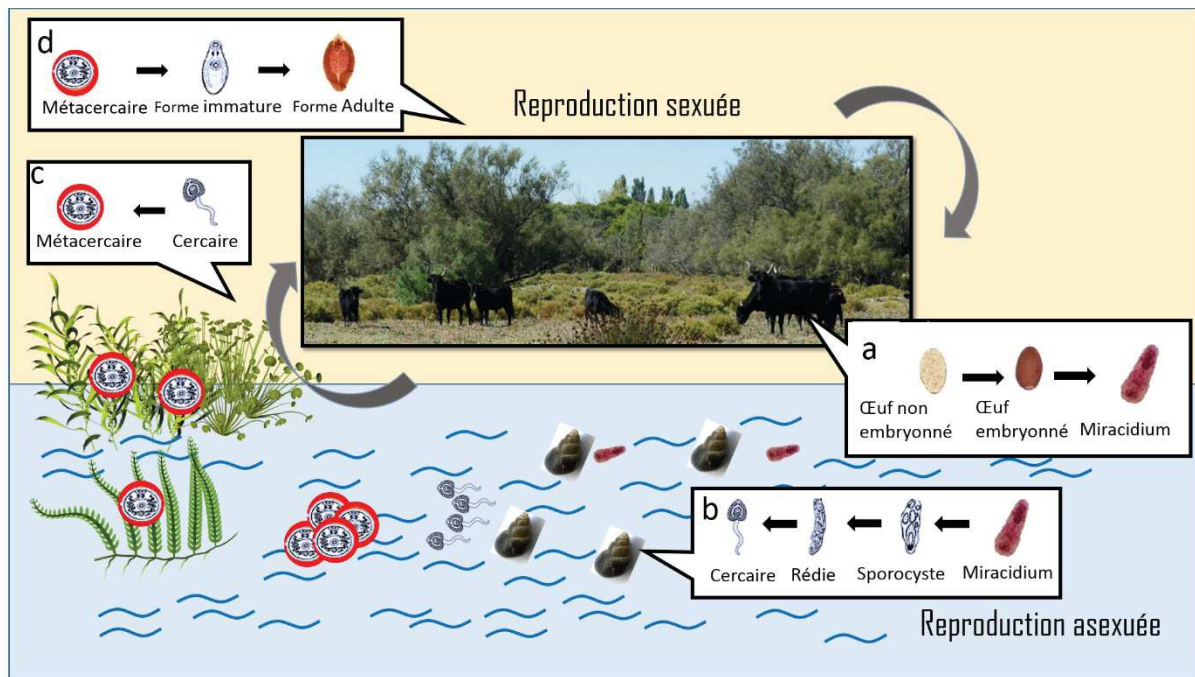 d
Métacercaire Forme immature Forme Adulte
Reproduction sexuée
c
Métacercaire Cercaire
a
Œuf non embryonné
Œuf embryonné
Miracidium
b
Cercaire Rédie Sporocyste Miracidium
Reproduction asexuée